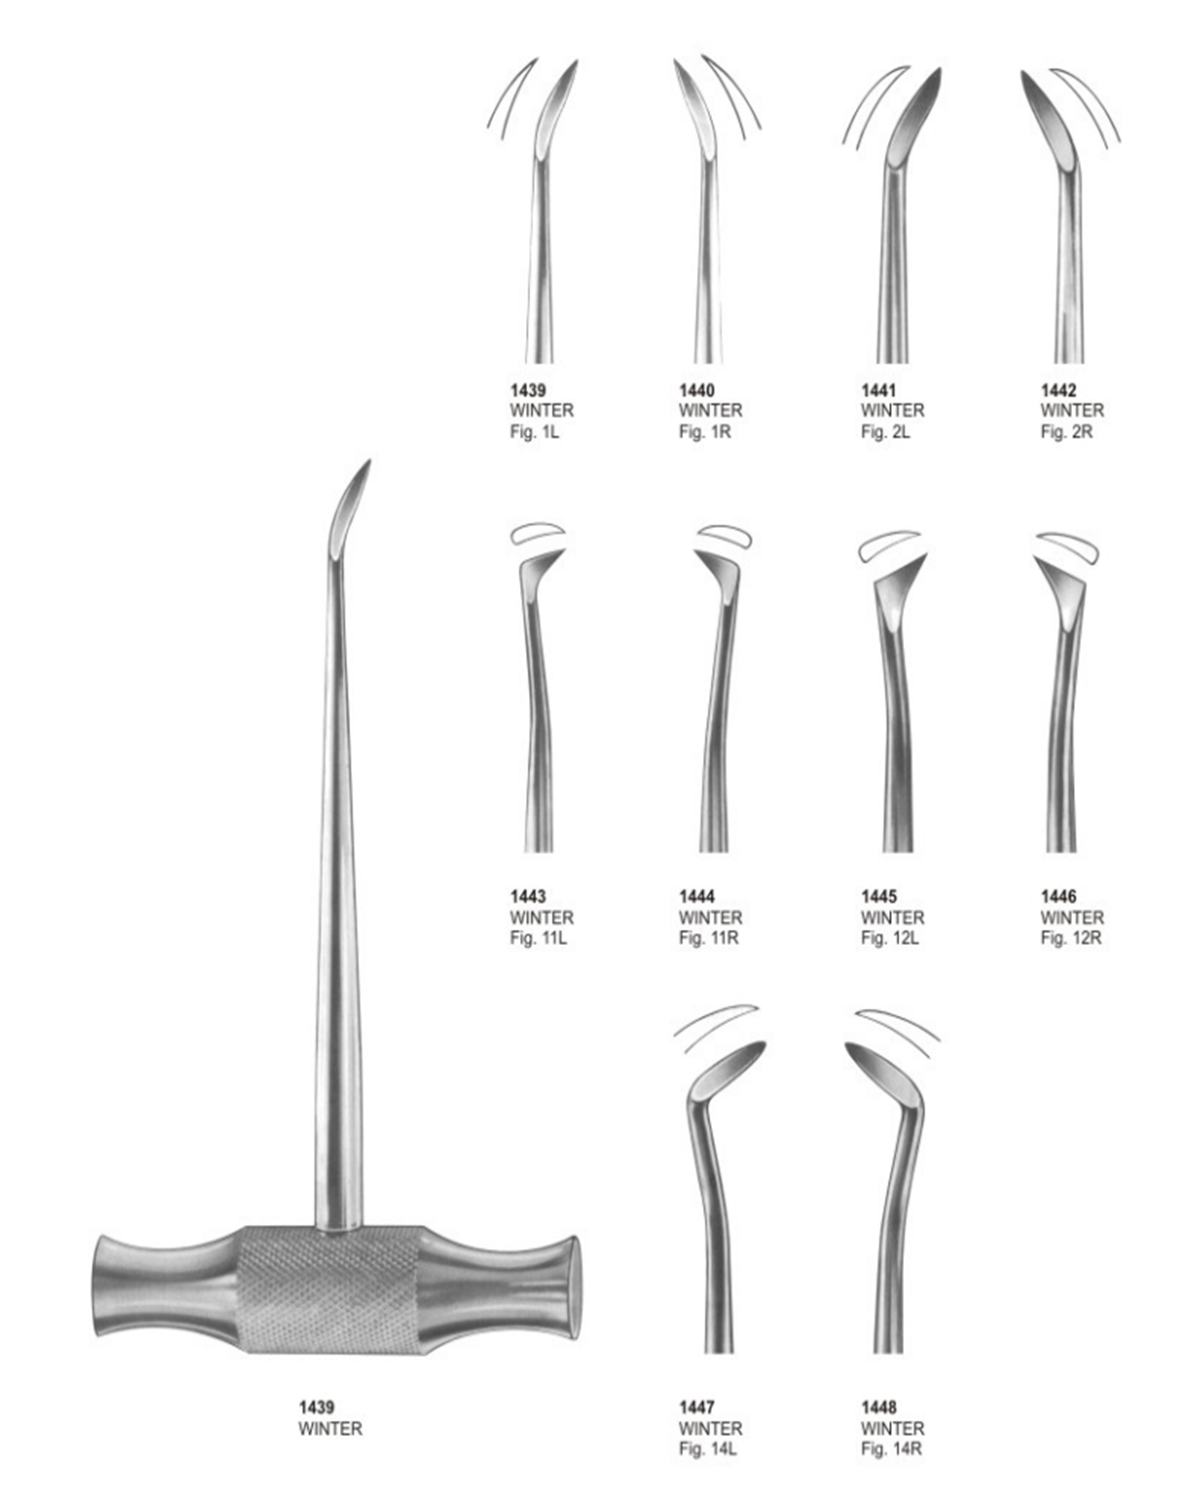 1439
WINTER
Fig. 1L
1440
WINTER
Fig. 1R
1441
WINTER
Fig. 2L
1442
WINTER
Fig. 2R
1443
WINTER
Fig. 11L
1444
WINTER
Fig. 11R
1445
WINTER
Fig. 12L
1446
WINTER
Fig. 12R
1439
WINTER
1447
WINTER
Fig. 14L
1448
WINTER
Fig. 14R